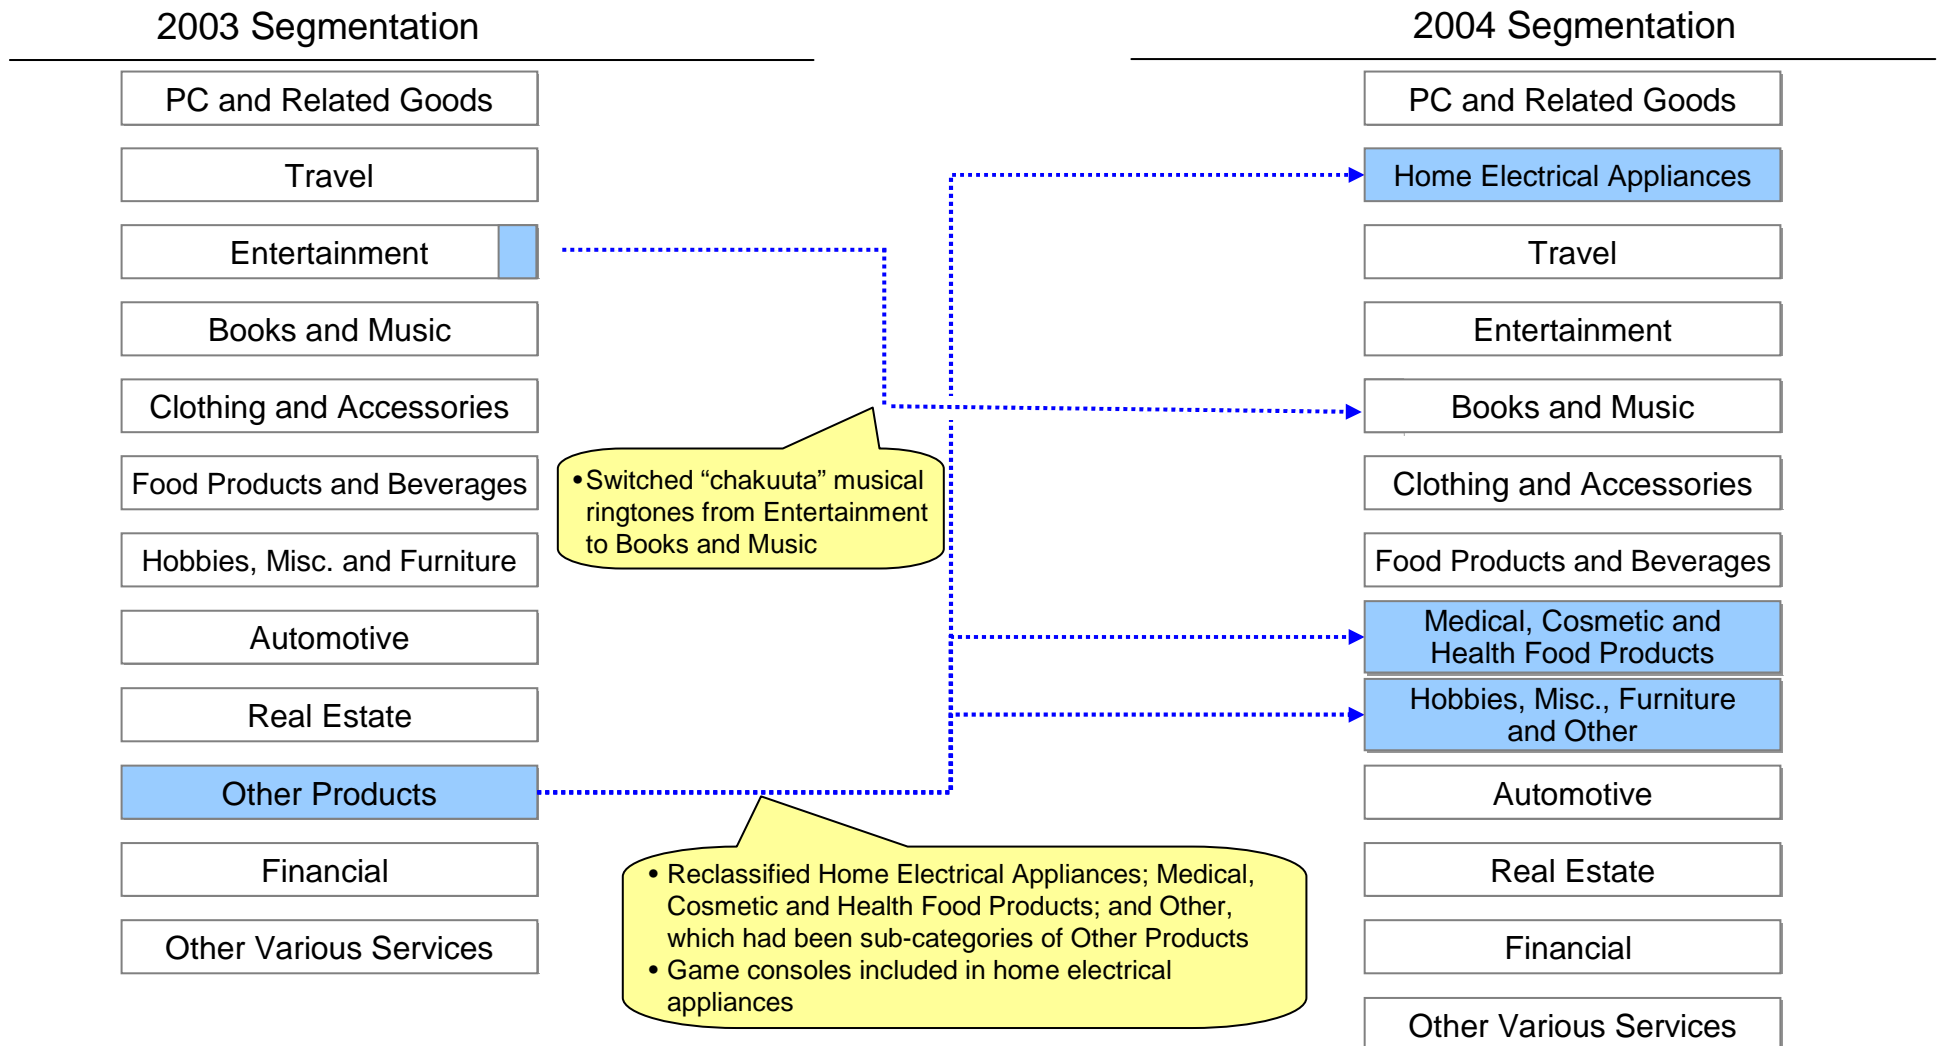 2003 Segmentation
PC and Related Goods
Travel
Entertainment
Books and Music
Clothing and Accessories
Food Products and Beverages
Hobbies, Misc. and Furniture
Automotive
Real Estate
Other Products
Financial
Other Various Services
•Switched “chakuuta” musical
ringtones from Entertainment
to Books and Music
• Reclassified Home Electrical Appliances; Medical,
Cosmetic and Health Food Products; and Other,
which had been sub-categories of Other Products
• Game consoles included in home electrical
appliances
2004 Segmentation
PC and Related Goods
Home Electrical Appliances
Travel
Entertainment
Books and Music
Clothing and Accessories
Food Products and Beverages
Medical, Cosmetic and
Health Food Products
Hobbies, Misc., Furniture
and Other
Automotive
Real Estate
Financial
Other Various Services